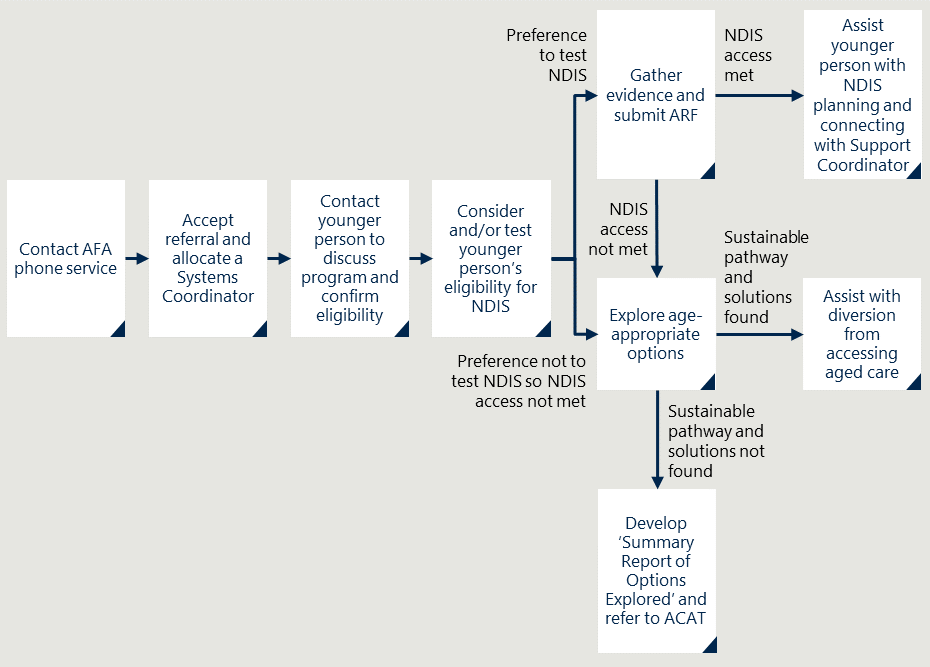 Contact AFA
phone service
Accept
referral and
allocate a
Systems
Coordinator
Contact
younger
person to
discuss
program and
confirm
eligibility
Consider
and/or test
younger
person’s
eligibility for
NDIS
Preference
to test
NDIS
Gather
evidence and
submit ARF
NDIS
access
met
Assist
younger
person with
NDIS
planning and
connecting
with Support
Coordinator
NDIS
access
not met
Preference not to
test NDIS so NDIS
access not met
Explore age-
appropriate
options
Sustainable
pathway
and
solutions
found
Assist with
diversion
from
accessing
aged care
Sustainable
pathway and
solutions not
found
Develop
‘Summary
Report of
Options
Explored’ and
refer to ACAT